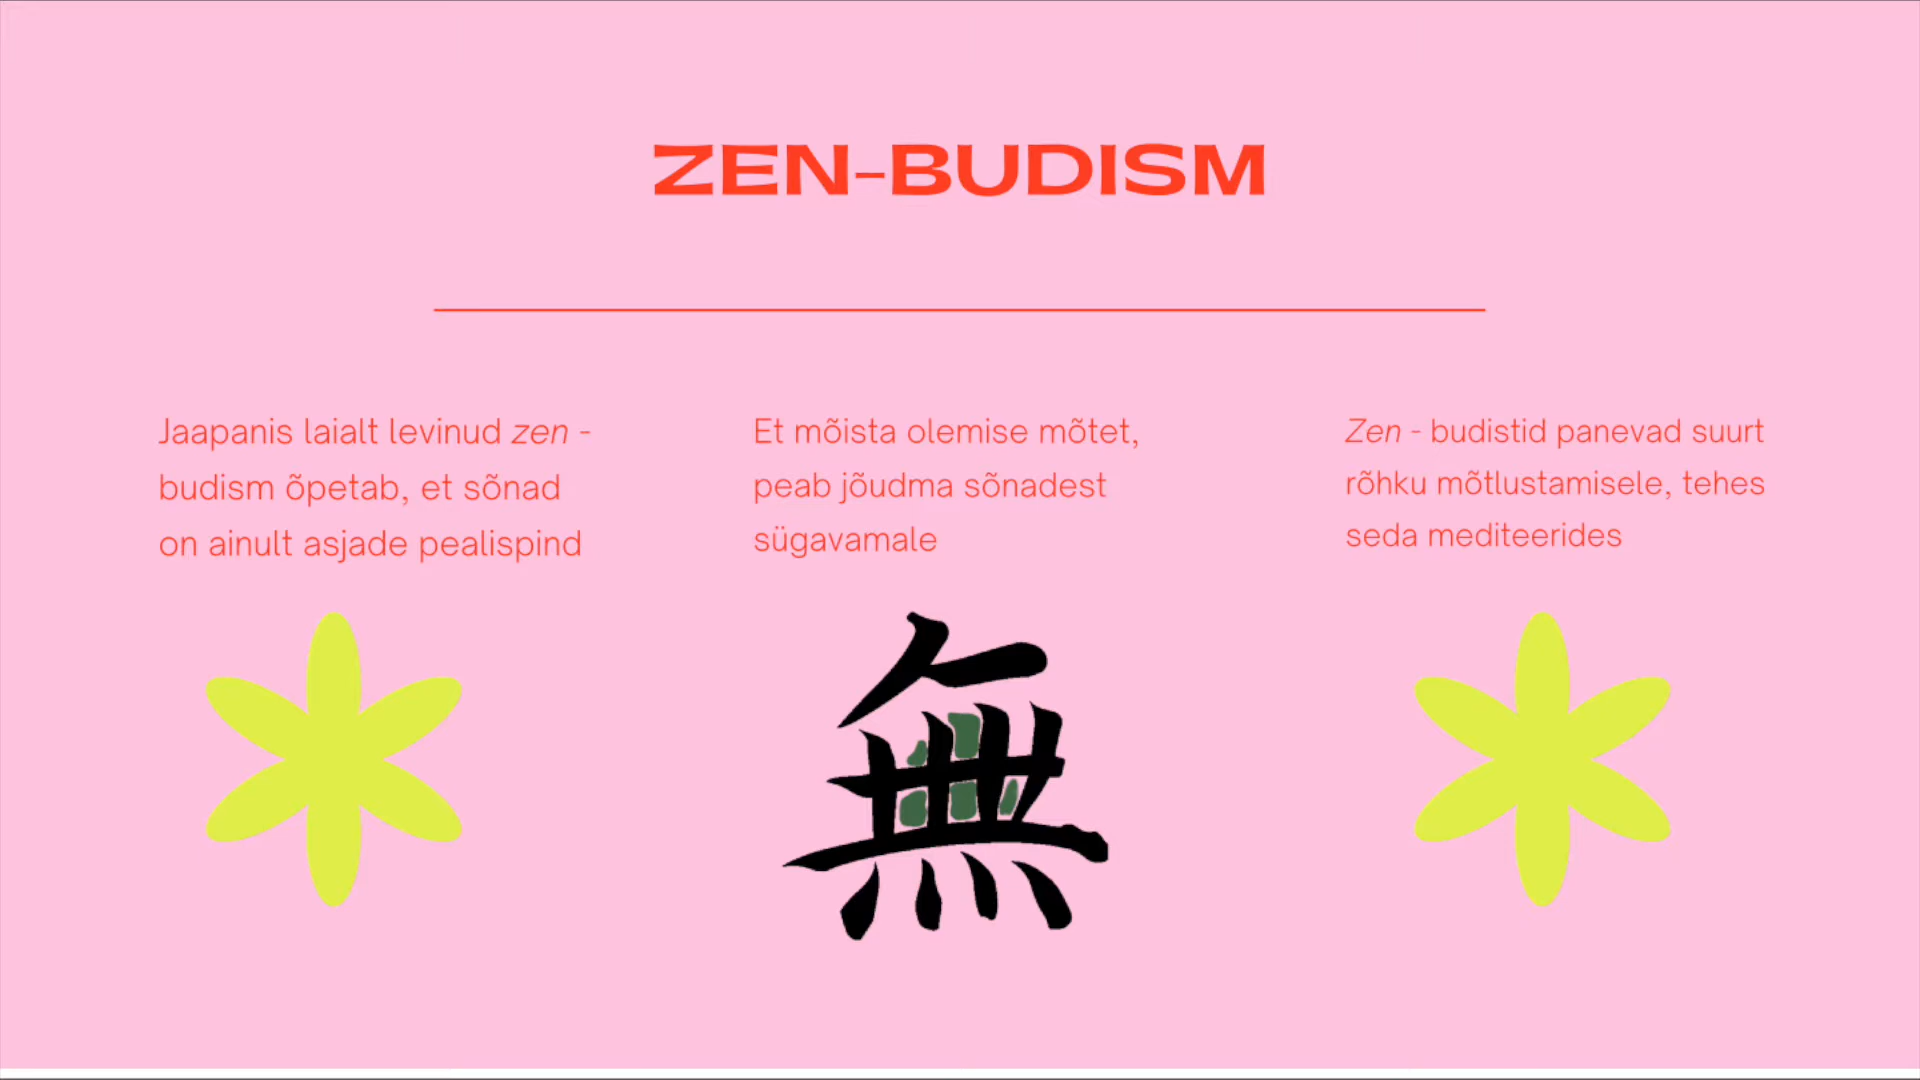 ZEN-BUDISM
Jaapanis laialt levinud zen -
budism õpetab, et sõnad
on ainult asjade pealispind
Et mõista olemise mõtet,
peab jõudma sõnadest
sügavamale
Zen - budistid panevad suurt
rõhku mõtlustamisele, tehes
seda mediteerides
無